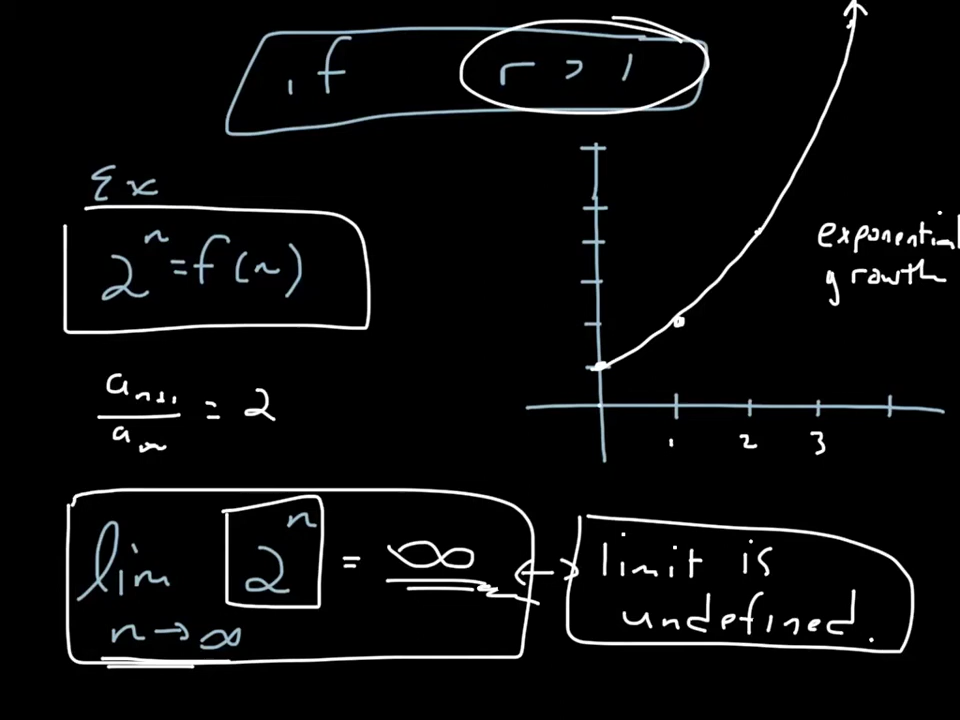 if r > 1
Ex
2^n = f(n)
exponential
growth
a_{n+1}/a_n = 2
1 2 3
lim_{n→∞} 2^n = ∞ ↔ limit is
undefined.